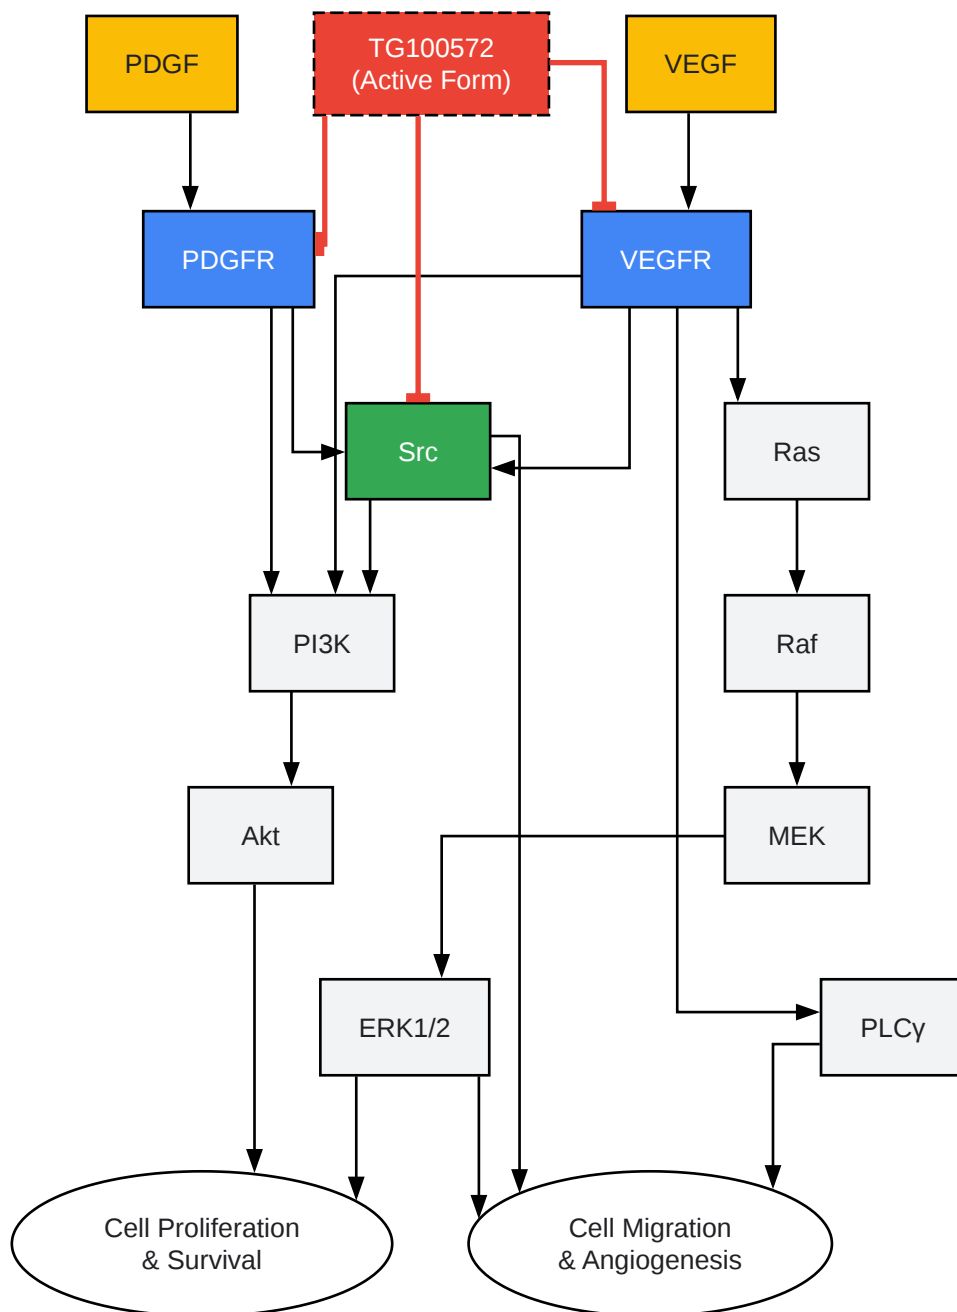 PDGF
TG100572
(Active Form)
VEGF
PDGFR
VEGFR
Src
Ras
PI3K
Raf
Akt
MEK
ERK1/2
PLCγ
Cell Proliferation
& Survival
Cell Migration
& Angiogenesis